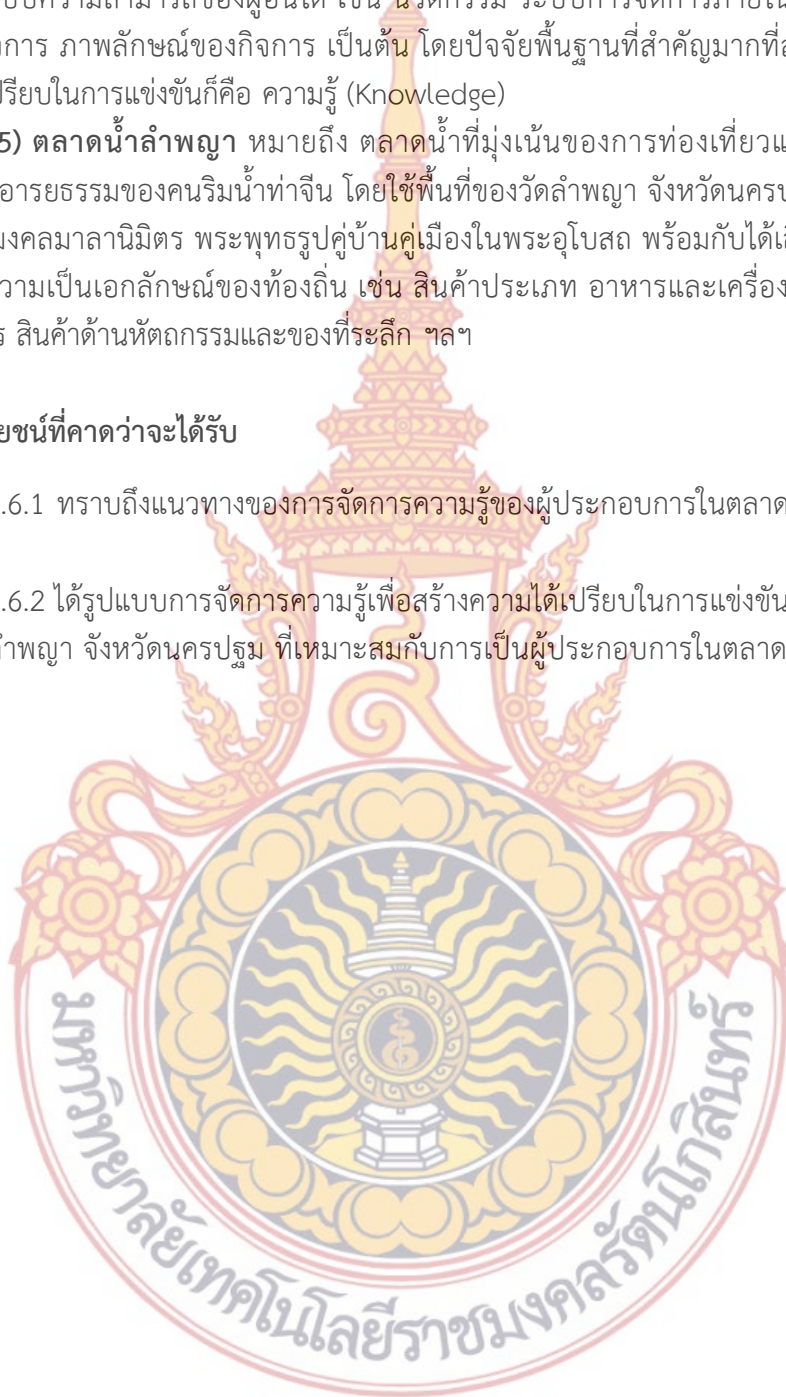 บความสามารถของผู้อื่นได้ เช่น นวัตกรรม ระบบการจัดการภายใน
การ ภาพลักษณ์ของกิจการ เป็นต้น โดยปัจจัยพื้นฐานที่สำคัญมากที่
ปรียบในการแข่งขันก็คือ ความรู้ (Knowledge)
5) ตลาดน้ำลำพญา หมายถึง ตลาดน้ำที่มุ่งเน้นของการท่องเที่ยวแ
อารยธรรมของคนริมน้ำท่าจีน โดยใช้พื้นที่ของวัดลำพญา จังหวัดนครป
มงคลมาลานิมิตร พระพุทธรูปคู่บ้านคู่เมืองในพระอุโบสถ พร้อมกับได้เ
วามเป็นเอกลักษณ์ของท้องถิ่น เช่น สินค้าประเภท อาหารและเครื่อง
ร สินค้าด้านหัตถกรรมและของที่ระลึก ฯลฯ
ยชน์ที่คาดว่าจะได้รับ
.6.1 ทราบถึงแนวทางของการจัดการความรู้ของผู้ประกอบการในตลาด
.6.2 ได้รูปแบบการจัดการความรู้เพื่อสร้างความได้เปรียบในการแข่งขัน
ำพญา จังหวัดนครปฐม ที่เหมาะสมกับการเป็นผู้ประกอบการในตลาด
มหาวิทยาลัยเทคโนโลยีราชมงคลรัตนโกสินทร์